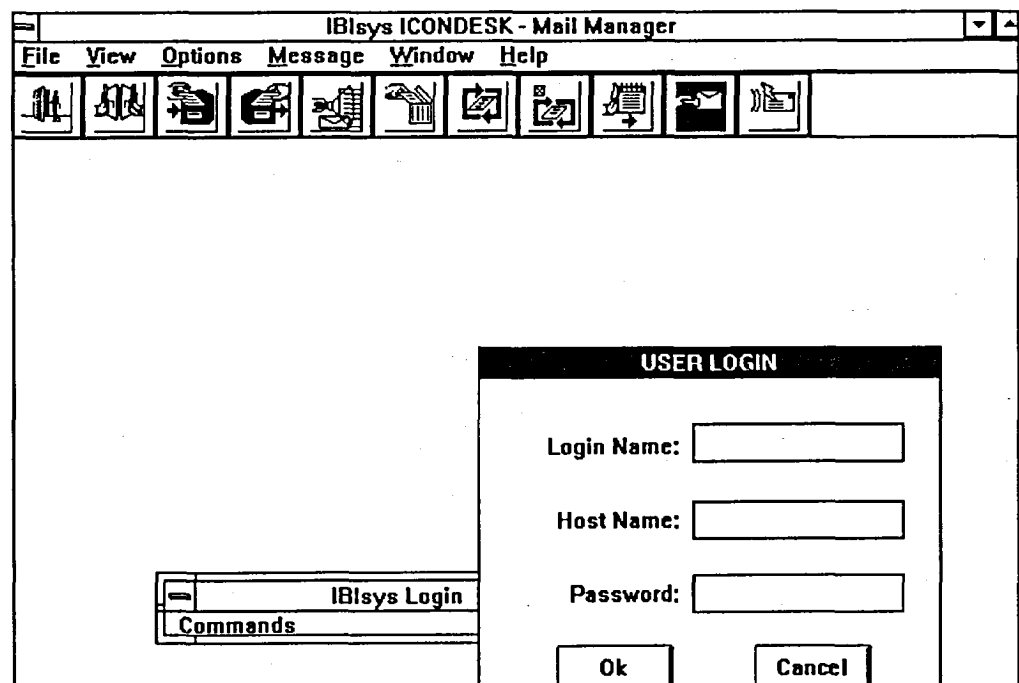 IBIsys ICONDESK - Mail Manager
File View Options Message Window Help
USER LOGIN
Login Name:
Host Name:
Password:
IBIsys Login
Commands
Ok Cancel